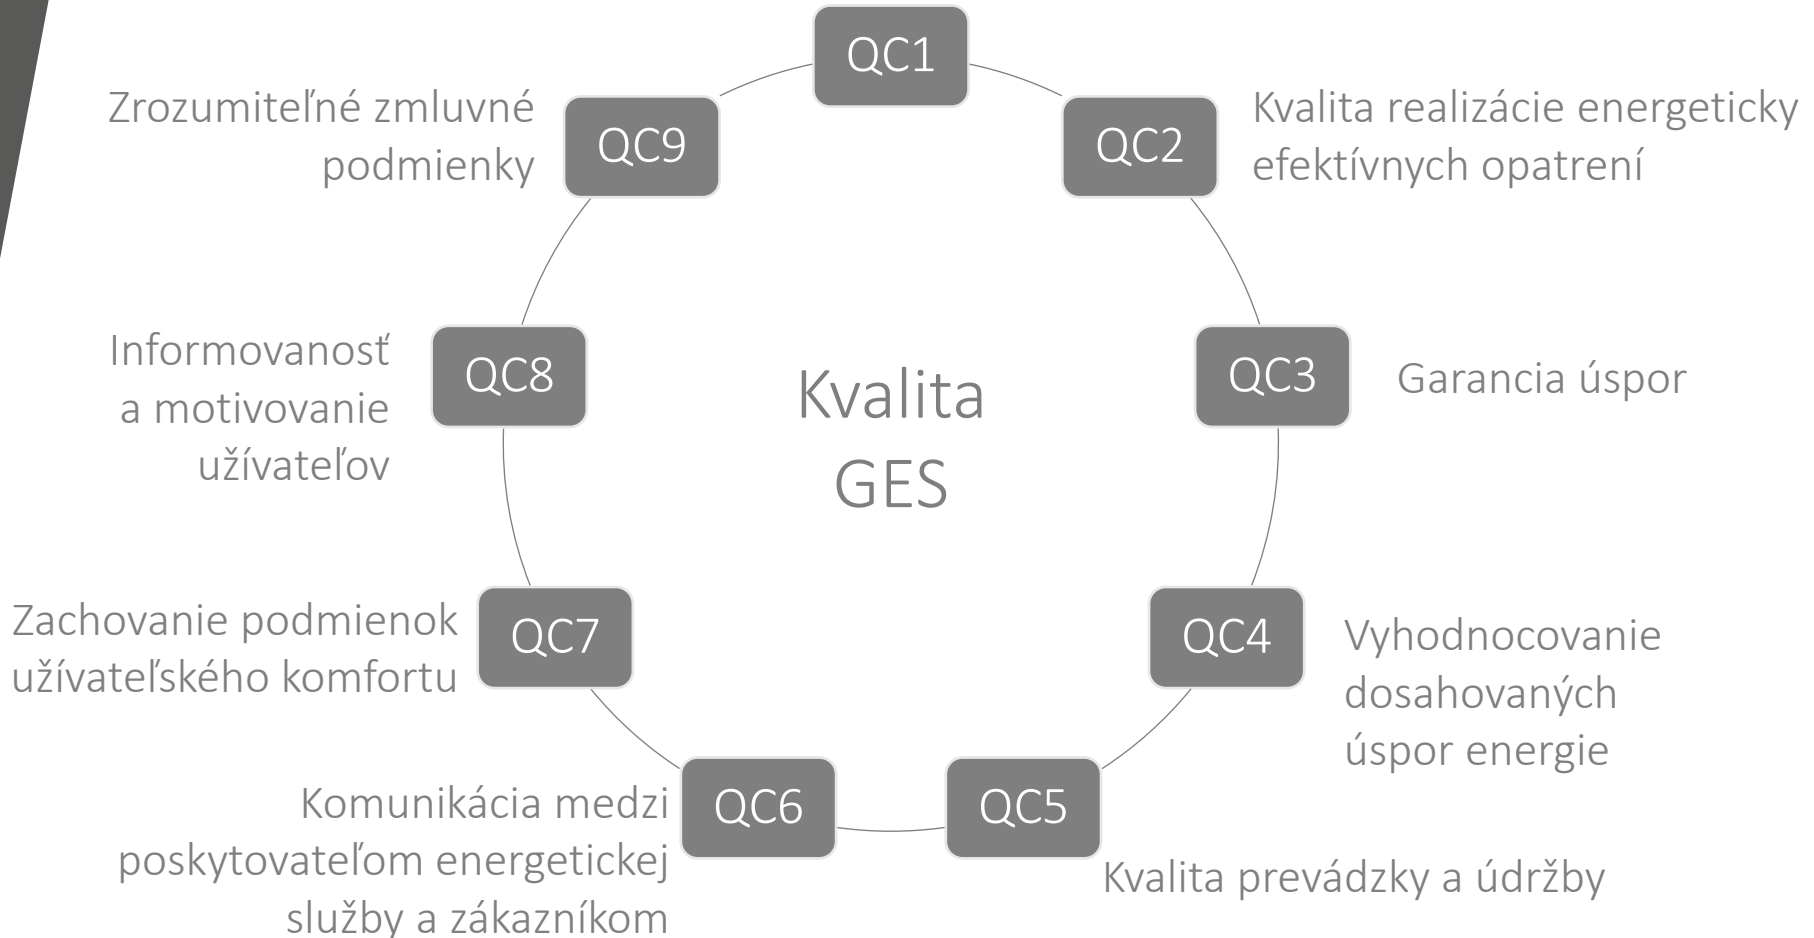 QC1
QC2
Kvalita realizácie energeticky
efektívnych opatrení
QC3
Garancia úspor
QC4
Vyhodnocovanie
dosahovaných
úspor energie
QC5
Kvalita prevádzky a údržby
QC6
Komunikácia medzi
poskytovateľom energetickej
služby a zákazníkom
QC7
Zachovanie podmienok
užívateľského komfortu
QC8
Informovanosť
a motivovanie
užívateľov
QC9
Zrozumiteľné zmluvné
podmienky
Kvalita
GES